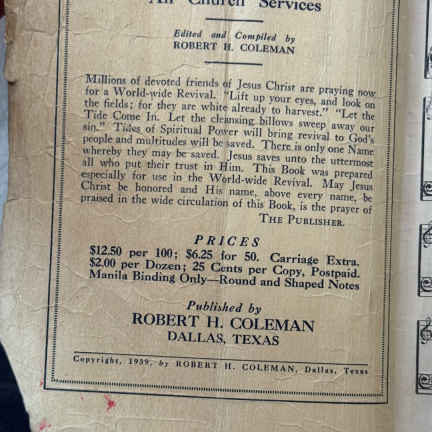 All Church Services
Edited and Compiled by
ROBERT H. COLEMAN
Millions of devoted friends of Jesus Christ are praying now
for a World-wide Revival. "Lift up your eyes, and look on
the fields; for they are white already to harvest." "Let the
Tide Come In. Let the cleansing billows sweep away our
sin." Tides of Spiritual Power will bring revival to God's
people and multitudes will be saved. There is only one Name
whereby they may be saved. Jesus saves unto the uttermost
all who put their trust in Him. This Book was prepared
especially for use in the World-wide Revival. May Jesus
Christ be honored and His name, above every name, be
praised in the wide circulation of this Book, is the prayer of
THE PUBLISHER.
PRICES
$12.50 per 100; $6.25 for 50. Carriage Extra.
$2.00 per Dozen; 25 Cents per Copy, Postpaid.
Manila Binding Only—Round and Shaped Notes
Published by
ROBERT H. COLEMAN
DALLAS, TEXAS
Copyright, 1939, by ROBERT H. COLEMAN, Dallas, Texas